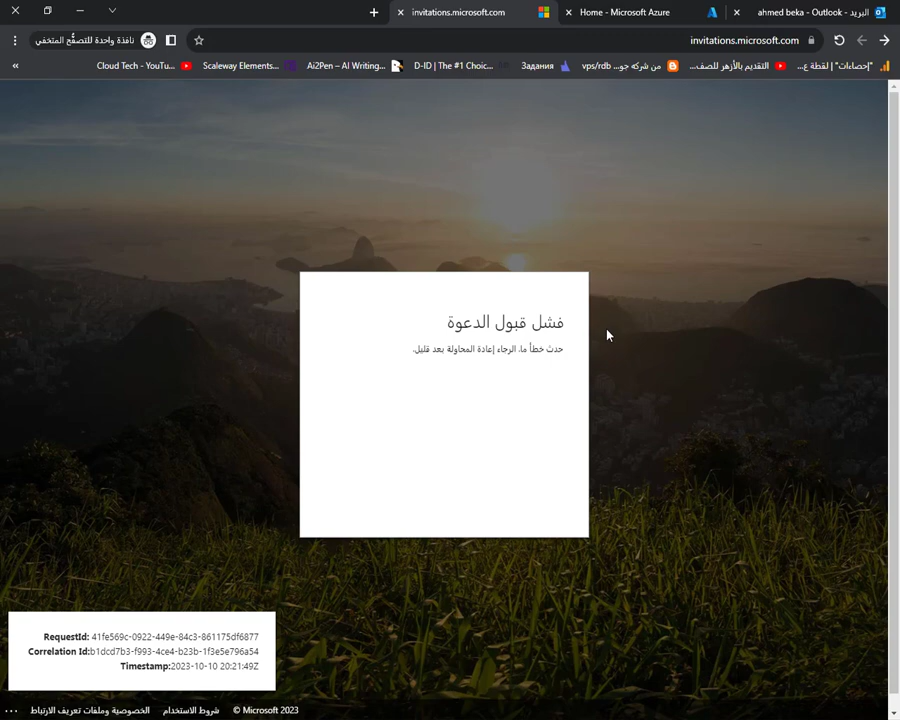 البريد - ahmed beka - Outlook
Home - Microsoft Azure
invitations.microsoft.com
invitations.microsoft.com
نافذة واحدة للتصفُّح المتخفي
"إحصاءات" | لقطة ع...
التقديم بالأزهر للصف...
من شركه جو... vps/rdb
Задания
D-ID | The #1 Choic...
Ai2Pen – AI Writing...
Scaleway Elements...
Cloud Tech - YouTu...
فشل قبول الدعوة
حدث خطأ ما. الرجاء إعادة المحاولة بعد قليل.
RequestId: 41fe569c-0922-449e-84c3-861175df6877
Correlation Id:b1dcd7b3-f993-4ce4-b23b-1f3e5e796a54
Timestamp:2023-10-10 20:21:49Z
© Microsoft 2023 شروط الاستخدام الخصوصية وملفات تعريف الارتباط ...